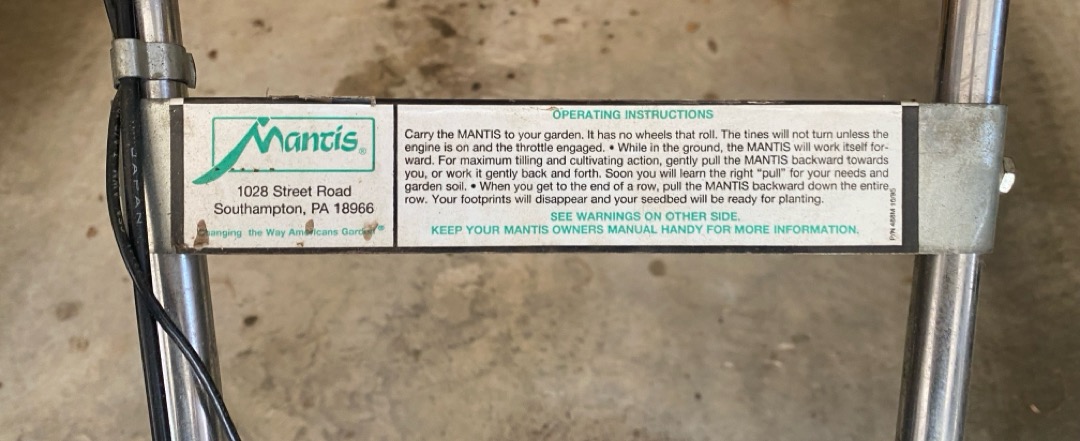 Mantis®
1028 Street Road
Southampton, PA 18966
Changing the Way Americans Garden®
OPERATING INSTRUCTIONS
Carry the MANTIS to your garden. It has no wheels that roll. The tines will not turn unless the
engine is on and the throttle engaged. • While in the ground, the MANTIS will work itself for-
ward. For maximum tilling and cultivating action, gently pull the MANTIS backward towards
you, or work it gently back and forth. Soon you will learn the right "pull" for your needs and
garden soil. • When you get to the end of a row, pull the MANTIS backward down the entire
row. Your footprints will disappear and your seedbed will be ready for planting.
SEE WARNINGS ON OTHER SIDE.
KEEP YOUR MANTIS OWNERS MANUAL HANDY FOR MORE INFORMATION.
P/N